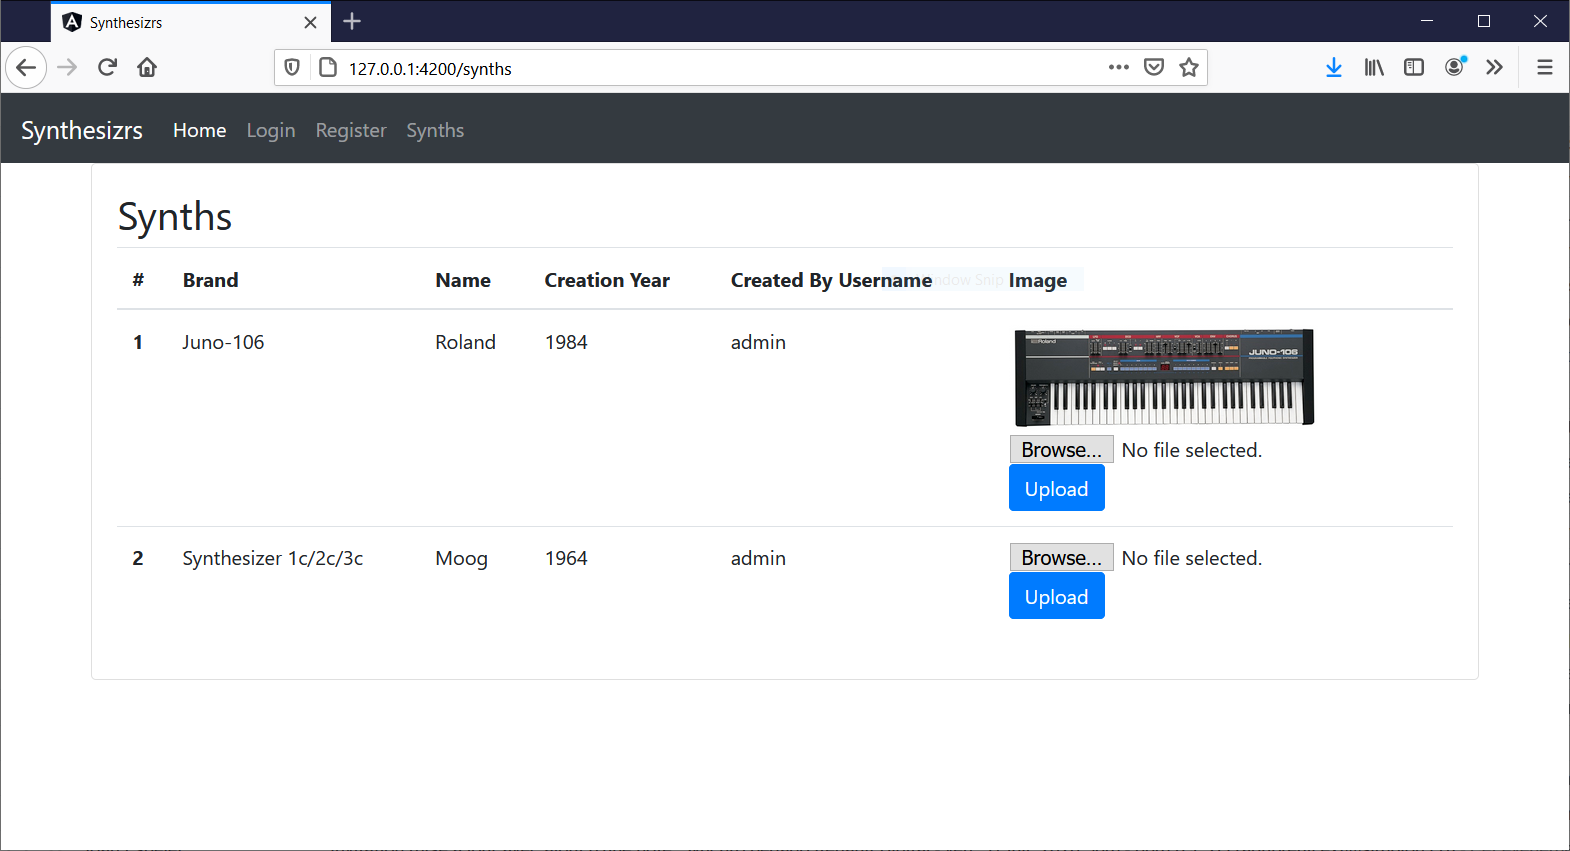 Synthesizrs
127.0.0.1:4200/synths
Synthesizrs Home Login Register Synths
Synths
# Brand Name Creation Year Created By Username Image
ndow Snip
1 Juno-106 Roland 1984 admin
Roland
JUNO-106
Browse... No file selected.
Upload
2 Synthesizer 1c/2c/3c Moog 1964 admin
Browse... No file selected.
Upload